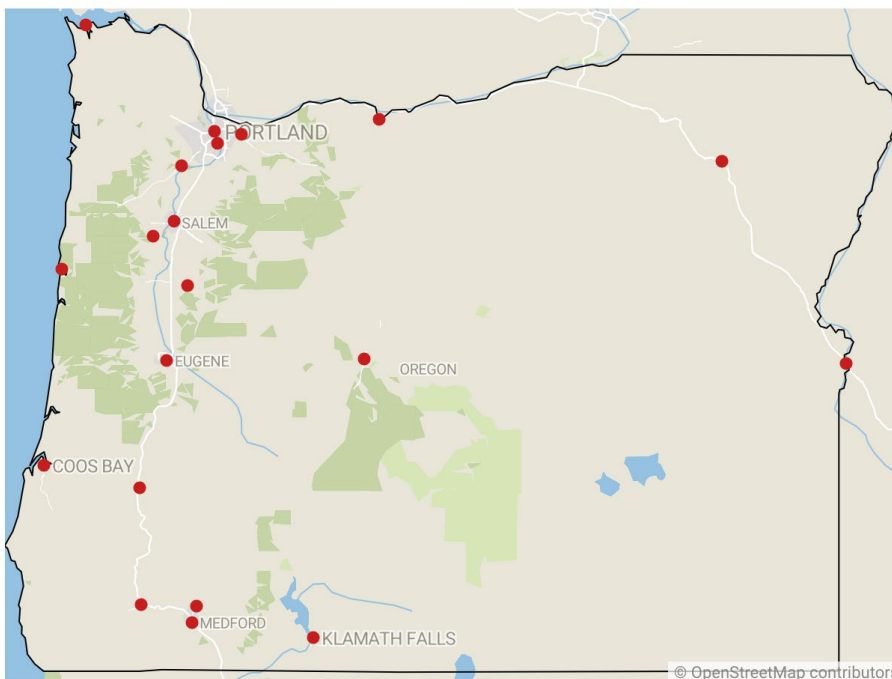 PORTLAND
SALEM
EUGENE
OREGON
COOS BAY
MEDFORD
KLAMATH FALLS
© OpenStreetMap contributors